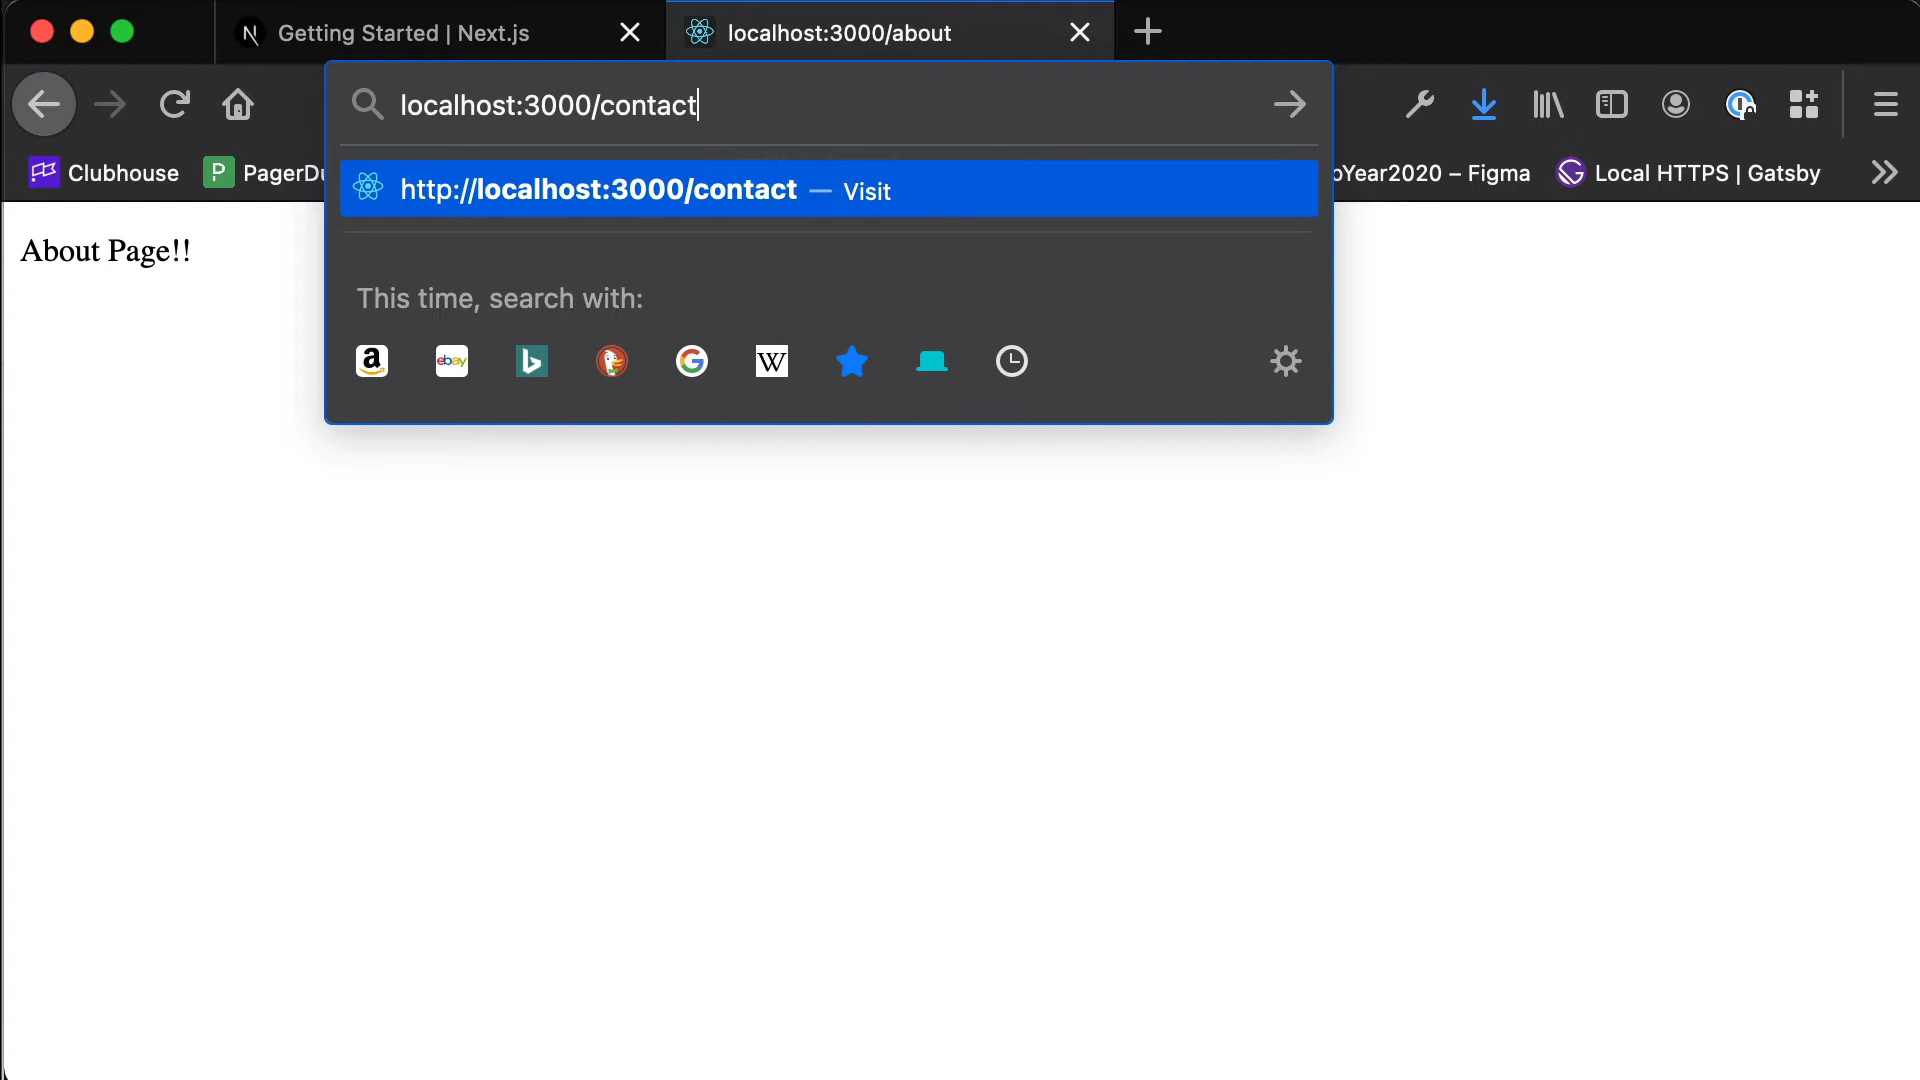 Getting Started | Next.js
localhost:3000/about
localhost:3000/contact
Clubhouse
PagerDu
http://localhost:3000/contact — Visit
oYear2020 – Figma
Local HTTPS | Gatsby
About Page!!
This time, search with:
a
ebay
b
G
W